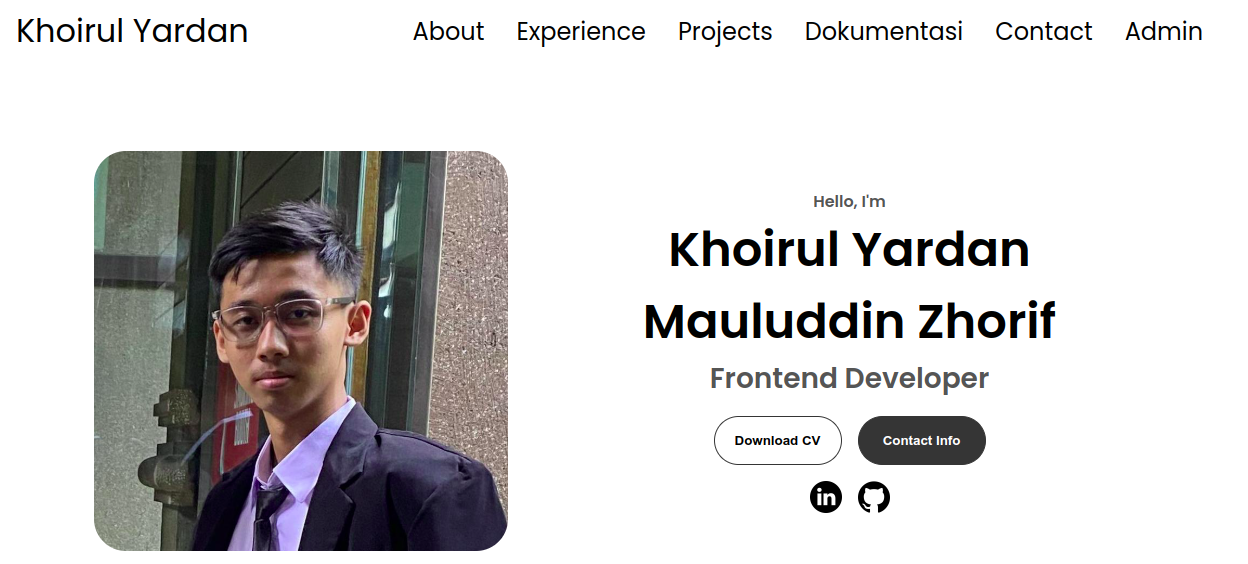 Khoirul Yardan
About Experience Projects Dokumentasi Contact Admin
Hello, I'm
Khoirul Yardan
Mauluddin Zhorif
Frontend Developer
Download CV Contact Info
in